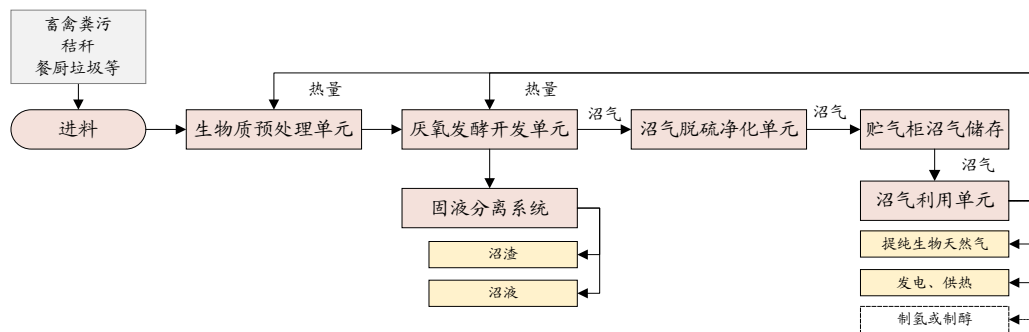 畜禽粪污
秸秆
餐厨垃圾等
热量
热量
进料
生物质预处理单元
厌氧发酵开发单元
沼气
沼气脱硫净化单元
沼气
贮气柜沼气储存
沼气
固液分离系统
沼气利用单元
沼渣
提纯生物天然气
沼液
发电、供热
制氢或制醇